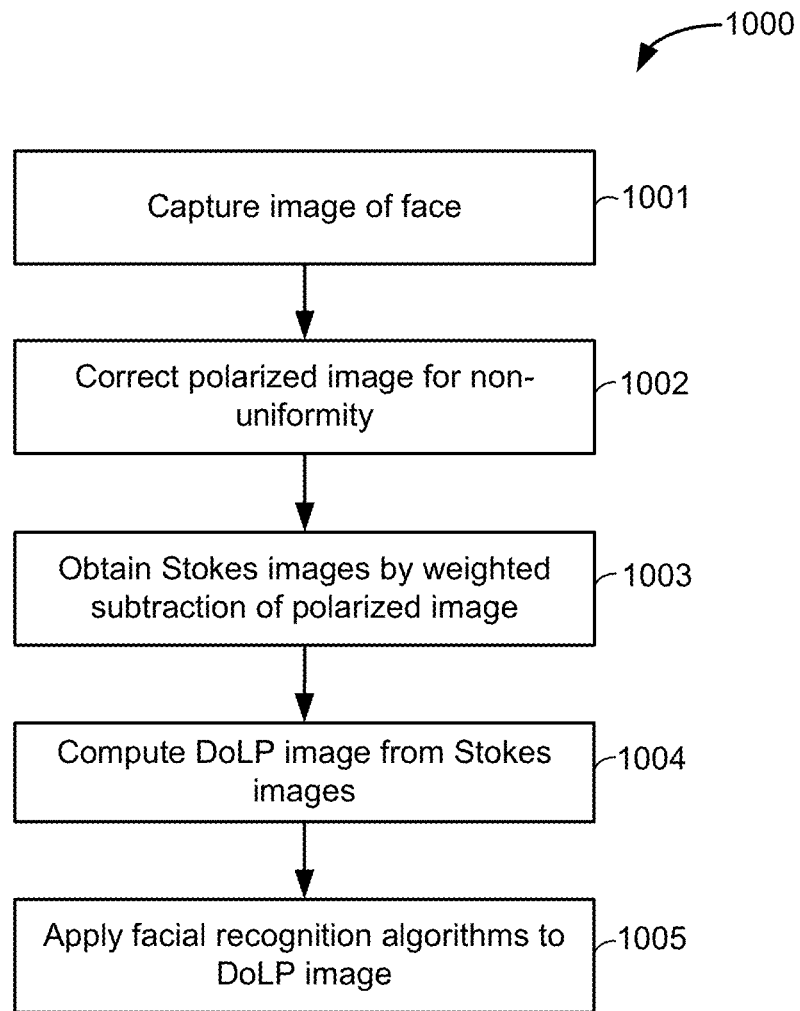 1000
Capture image of face
1001
Correct polarized image for non-
uniformity
1002
Obtain Stokes images by weighted
subtraction of polarized image
1003
Compute DoLP image from Stokes
images
1004
Apply facial recognition algorithms to
DoLP image
1005